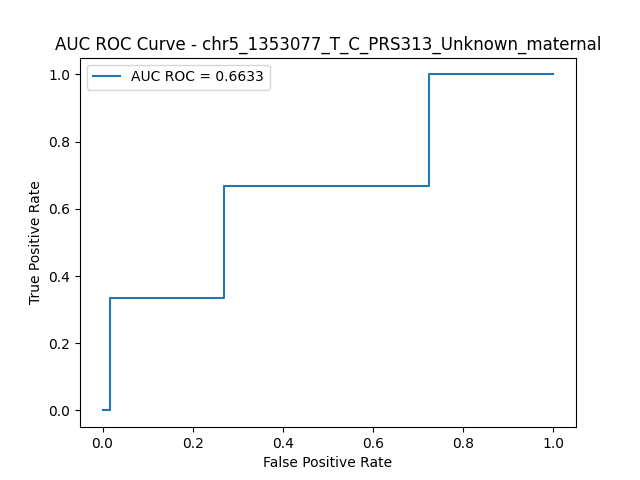 AUC ROC Curve - chr5_1353077_T_C_PRS313_Unknown_maternal
AUC ROC = 0.6633
1.0
0.8
0.6
0.4
0.2
0.0
True Positive Rate
0.0 0.2 0.4 0.6 0.8 1.0
False Positive Rate